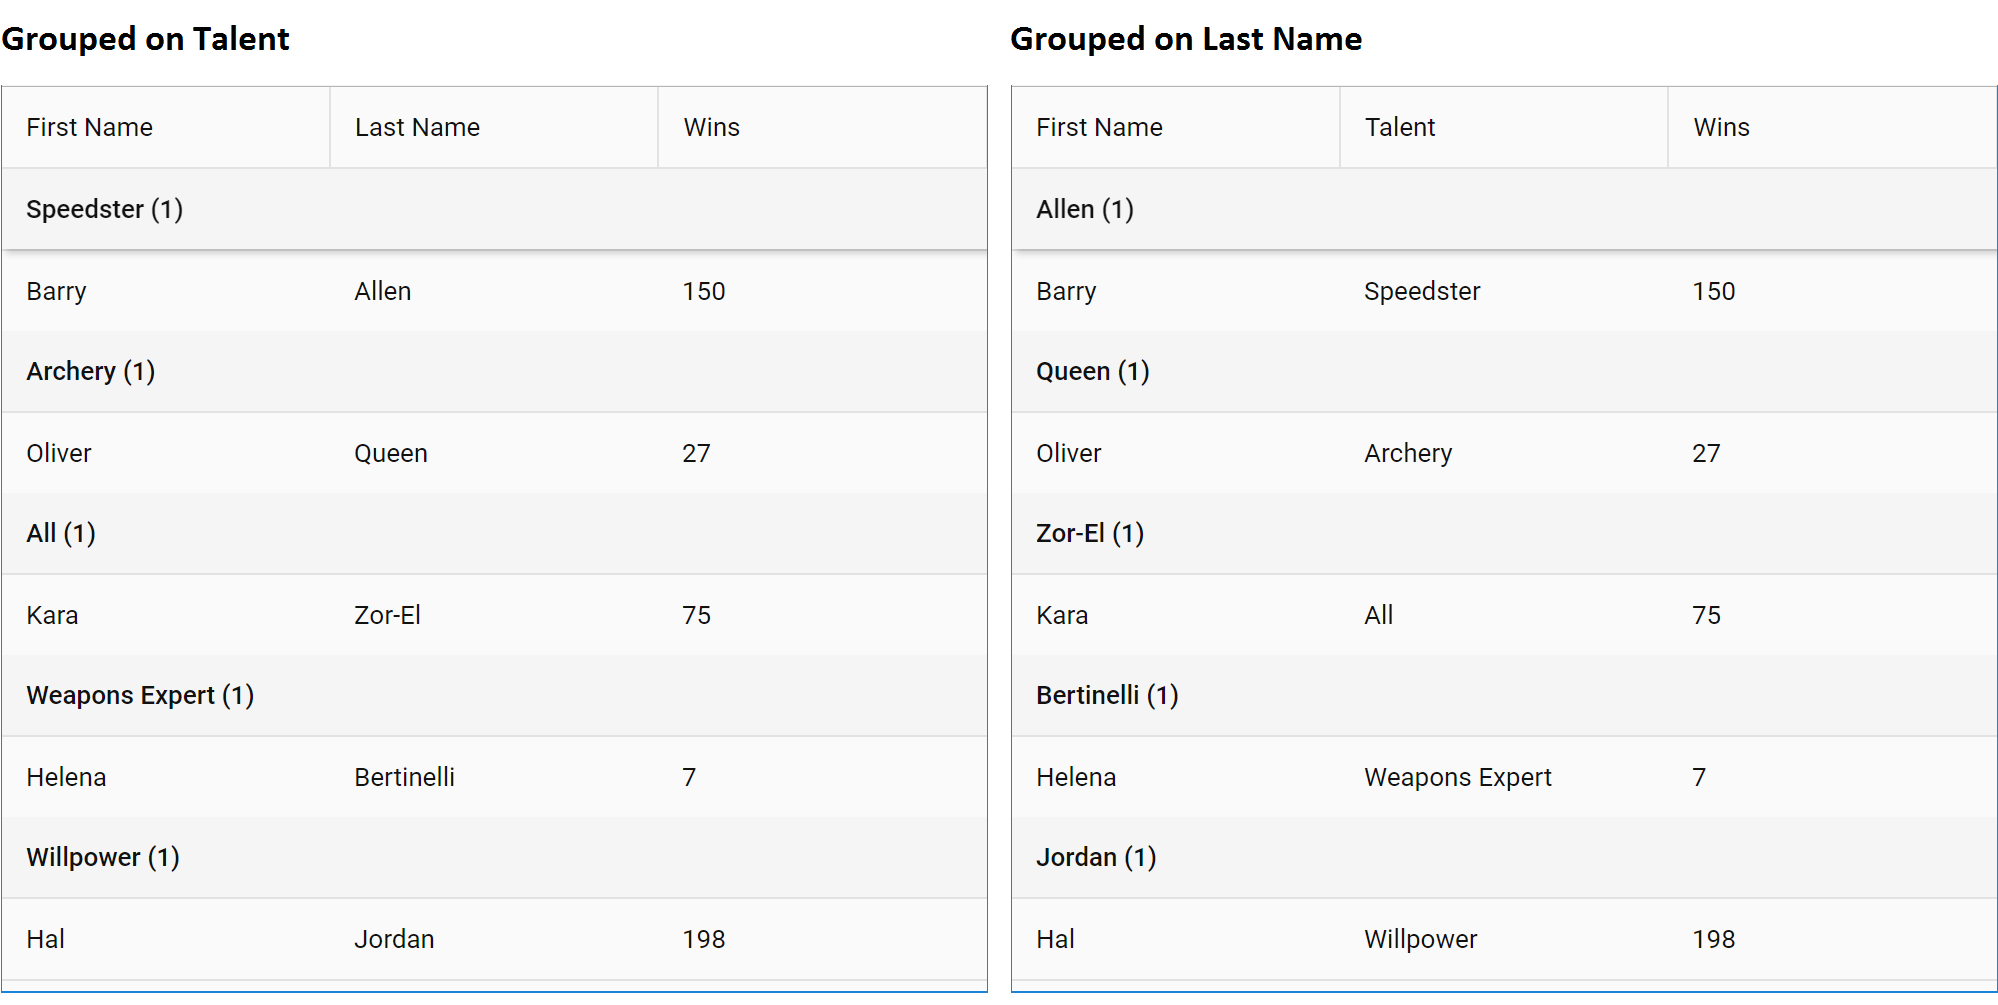 Grouped on Talent
First Name Last Name Wins
Speedster (1)
Barry Allen 150
Archery (1)
Oliver Queen 27
All (1)
Kara Zor-El 75
Weapons Expert (1)
Helena Bertinelli 7
Willpower (1)
Hal Jordan 198
Grouped on Last Name
First Name Talent Wins
Allen (1)
Barry Speedster 150
Queen (1)
Oliver Archery 27
Zor-El (1)
Kara All 75
Bertinelli (1)
Helena Weapons Expert 7
Jordan (1)
Hal Willpower 198